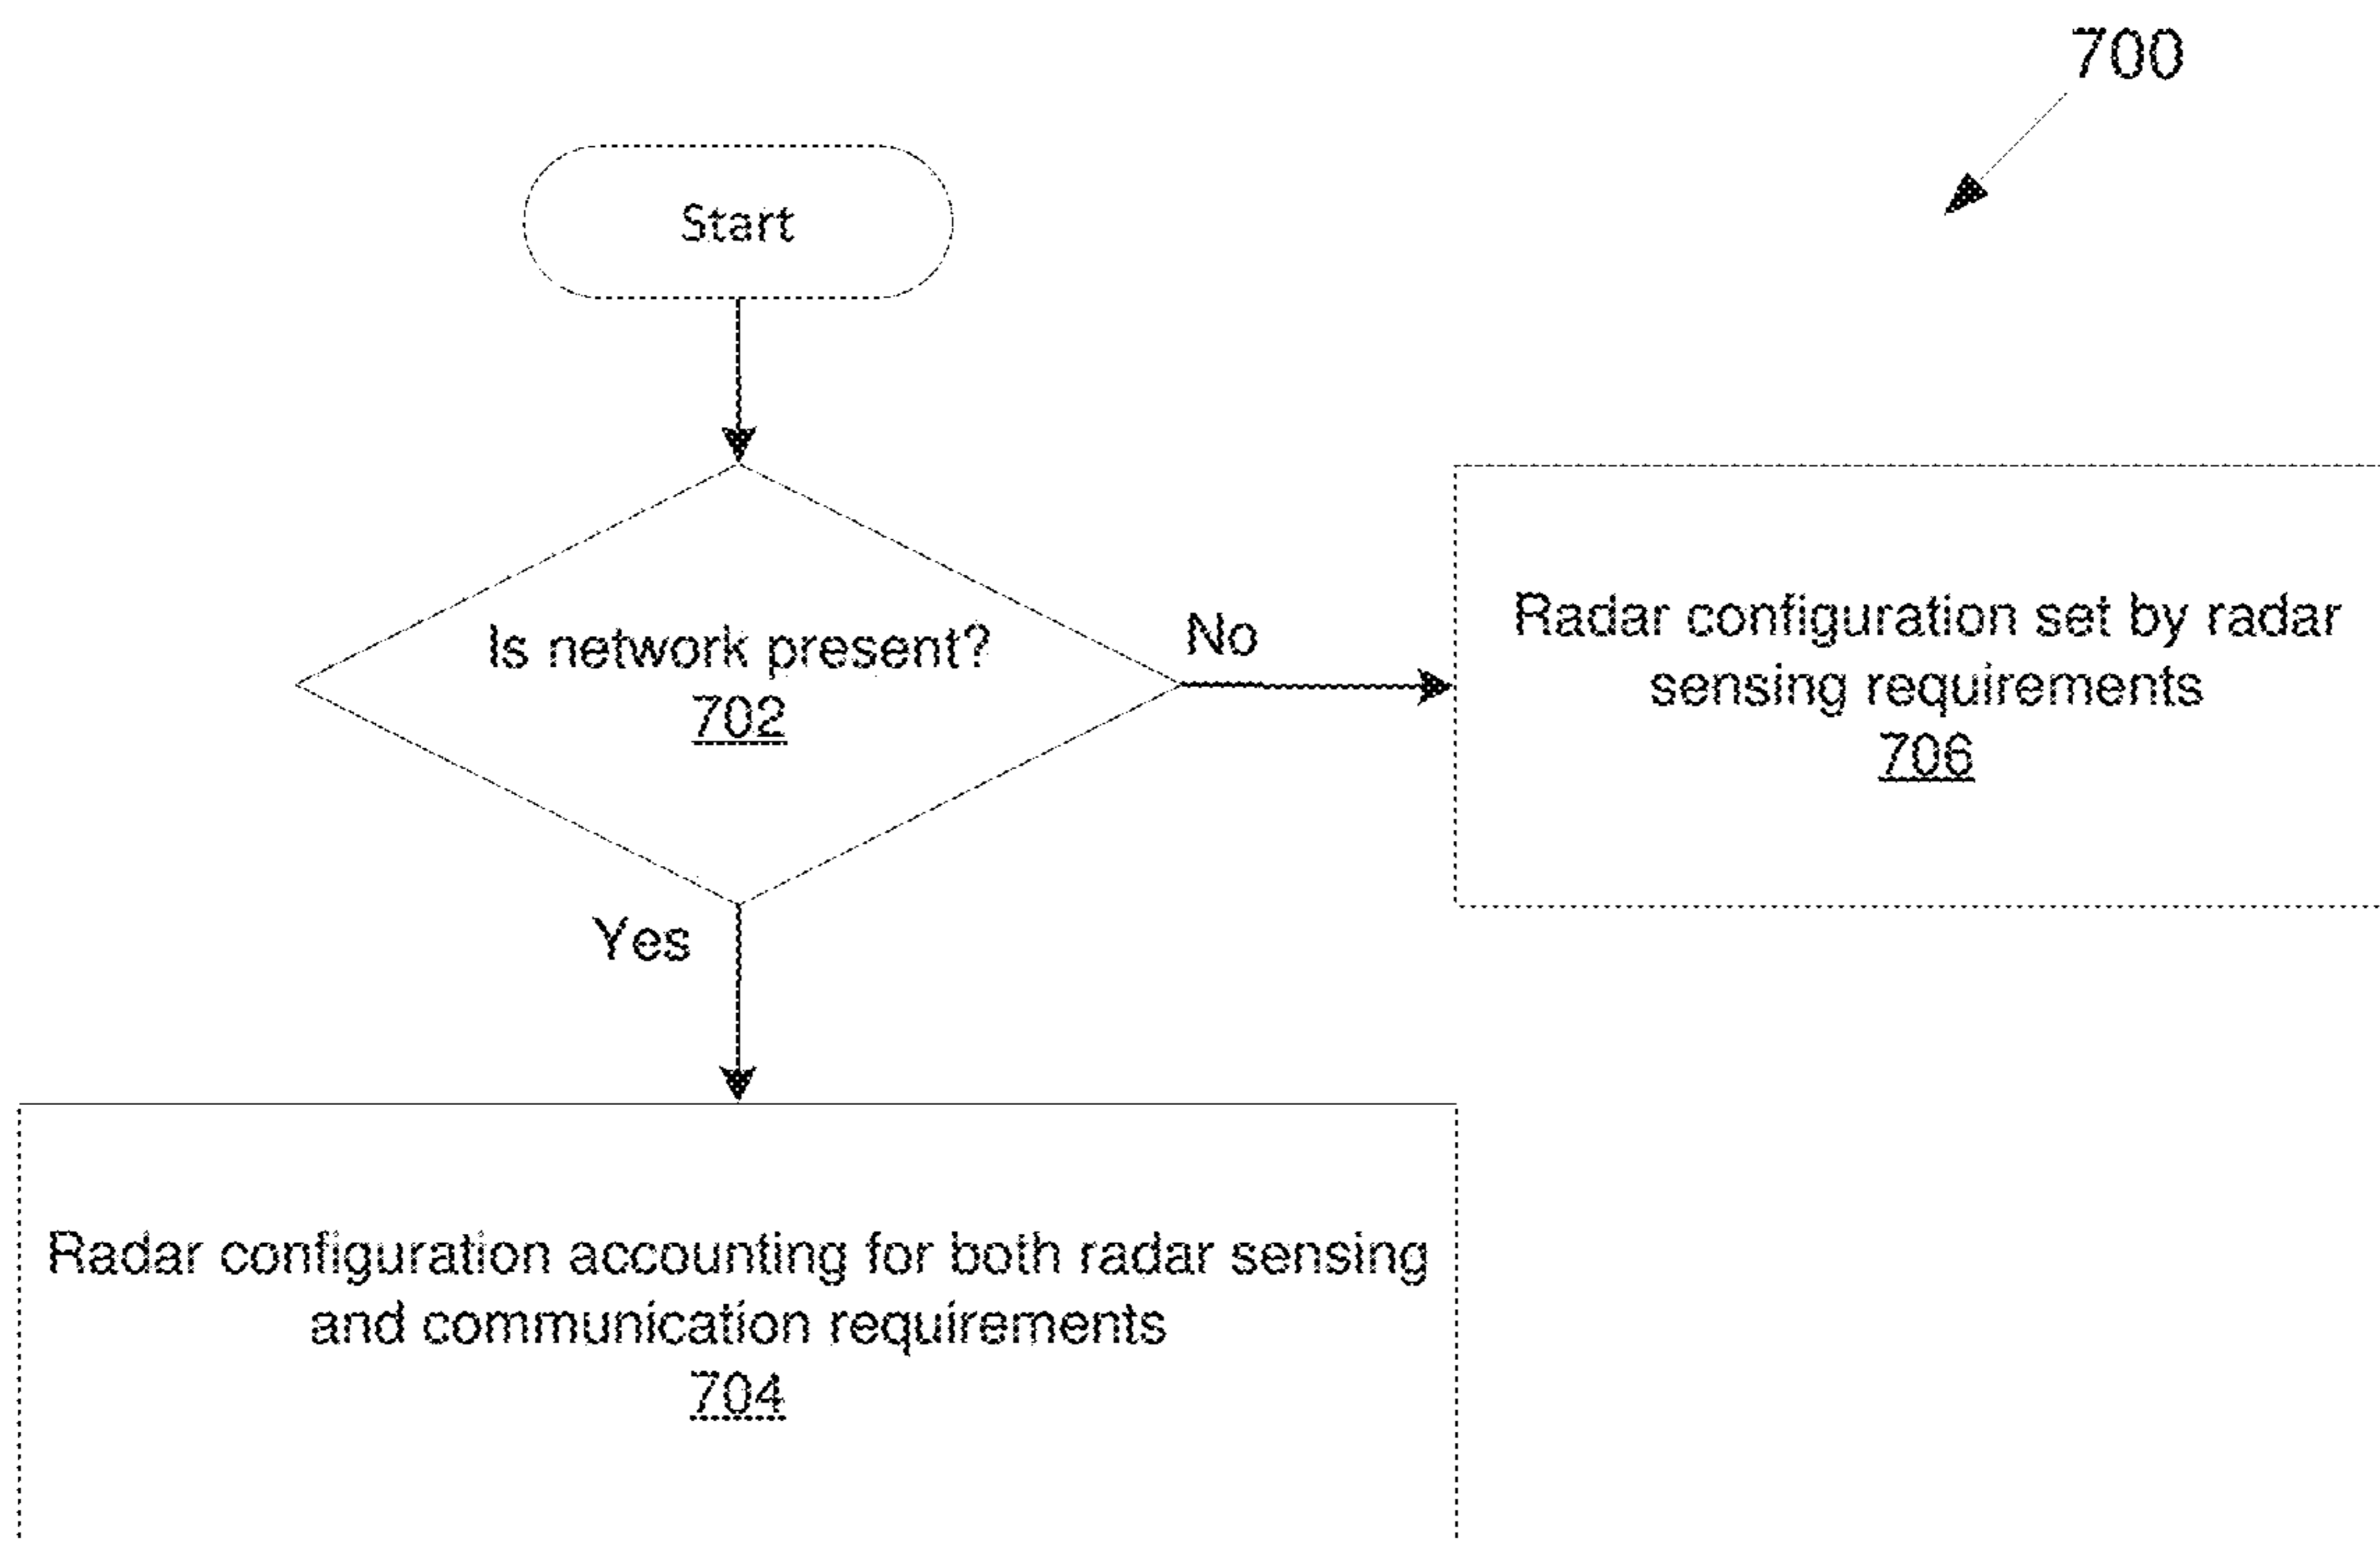 700
Start
Is network present?
702
No
Radar configuration set by radar
sensing requirements
706
Yes
Radar configuration accounting for both radar sensing
and communication requirements
704